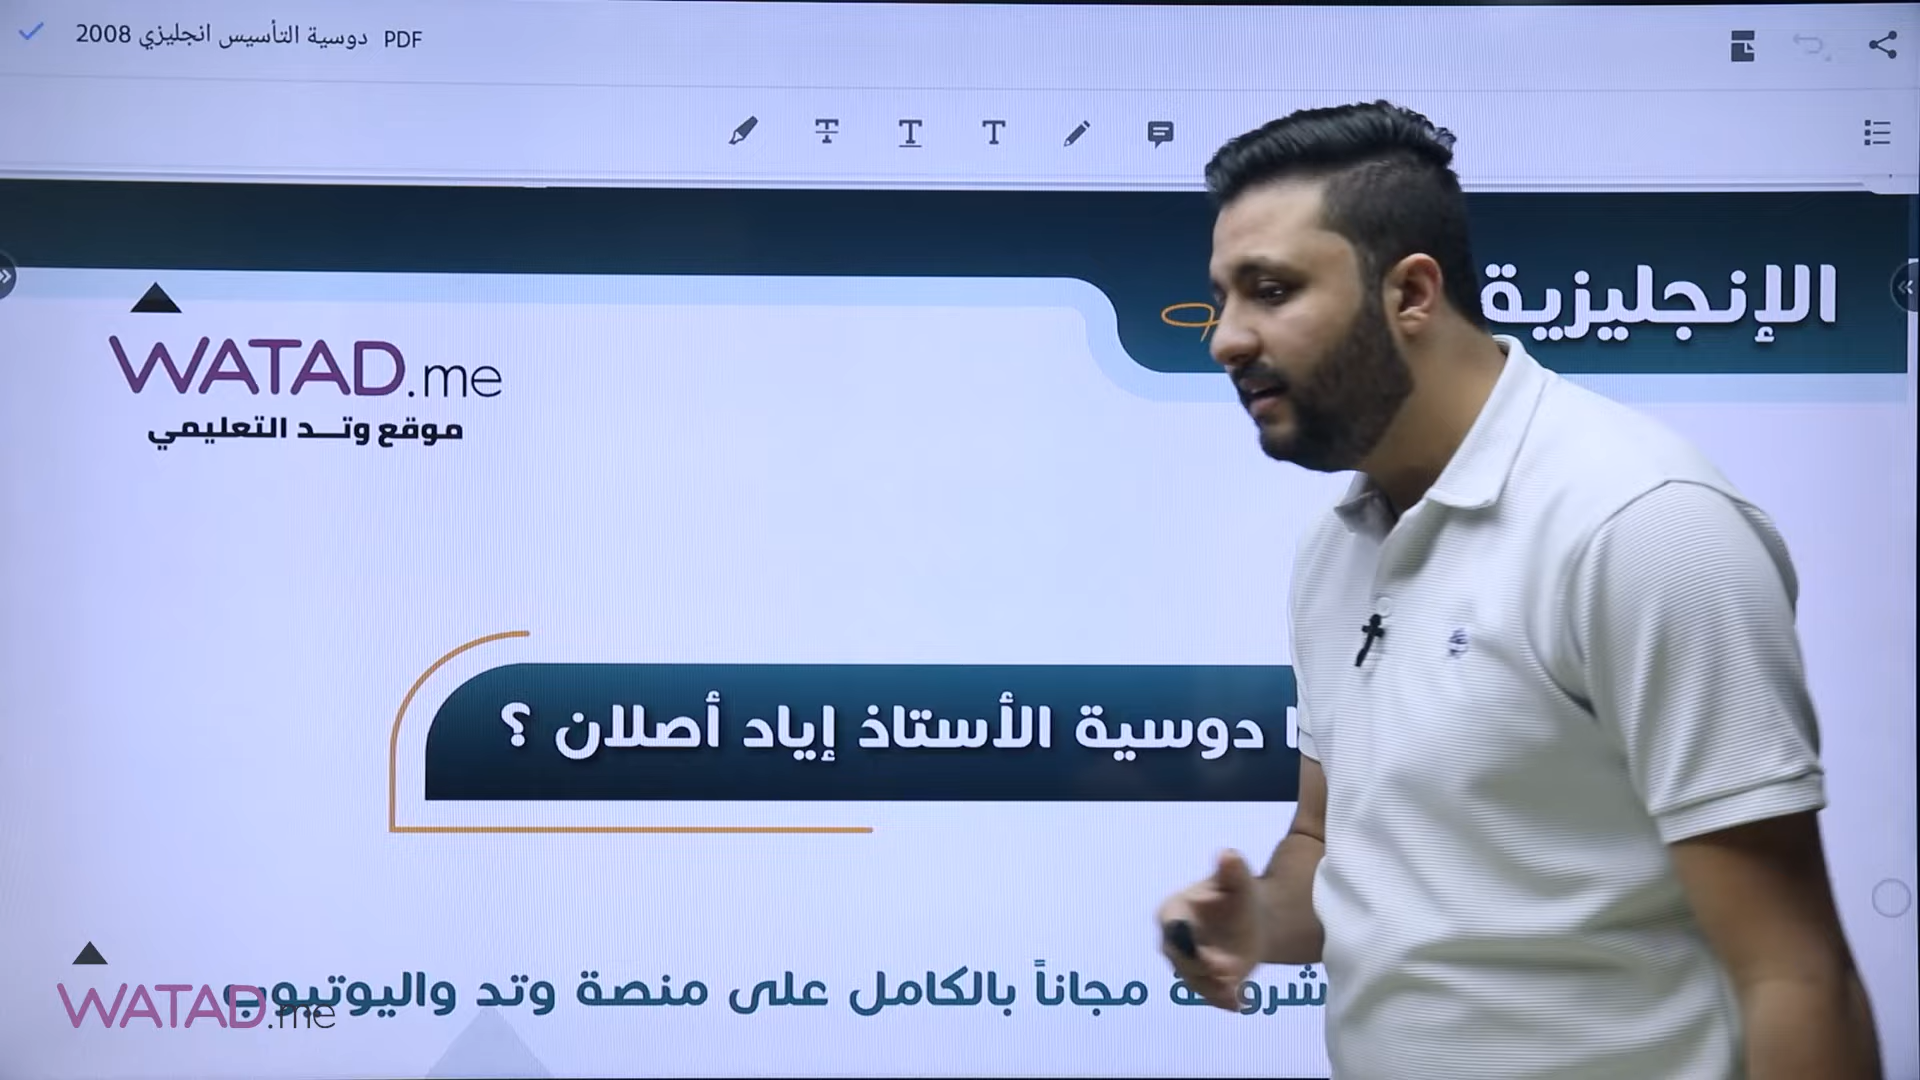 دوسية التأسيس انجليزي 2008 PDF
الإنجليزية
WATAD.me
موقع وتد التعليمي
دوسية الأستاذ إياد أصلان ؟
مجاناً بالكامل على منصة وتد واليوتيوب
WATAD.me